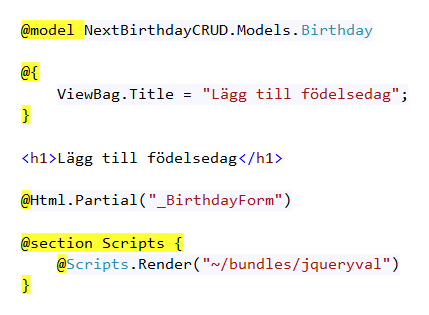 @model NextBirthdayCRUD.Models.Birthday
@{
    ViewBag.Title = "Lägg till födelsedag";
}
<h1>Lägg till födelsedag</h1>
@Html.Partial("_BirthdayForm")
@section Scripts {
    @Scripts.Render("~/bundles/jqueryval")
}